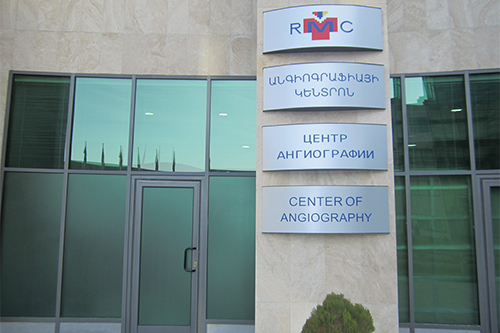 RMC
ԱՆԳԻՈԳՐԱՖԻԱՅԻ
ԿԵՆՏՐՈՆ
ЦЕНТР
АНГИОГРАФИИ
CENTER OF
ANGIOGRAPHY